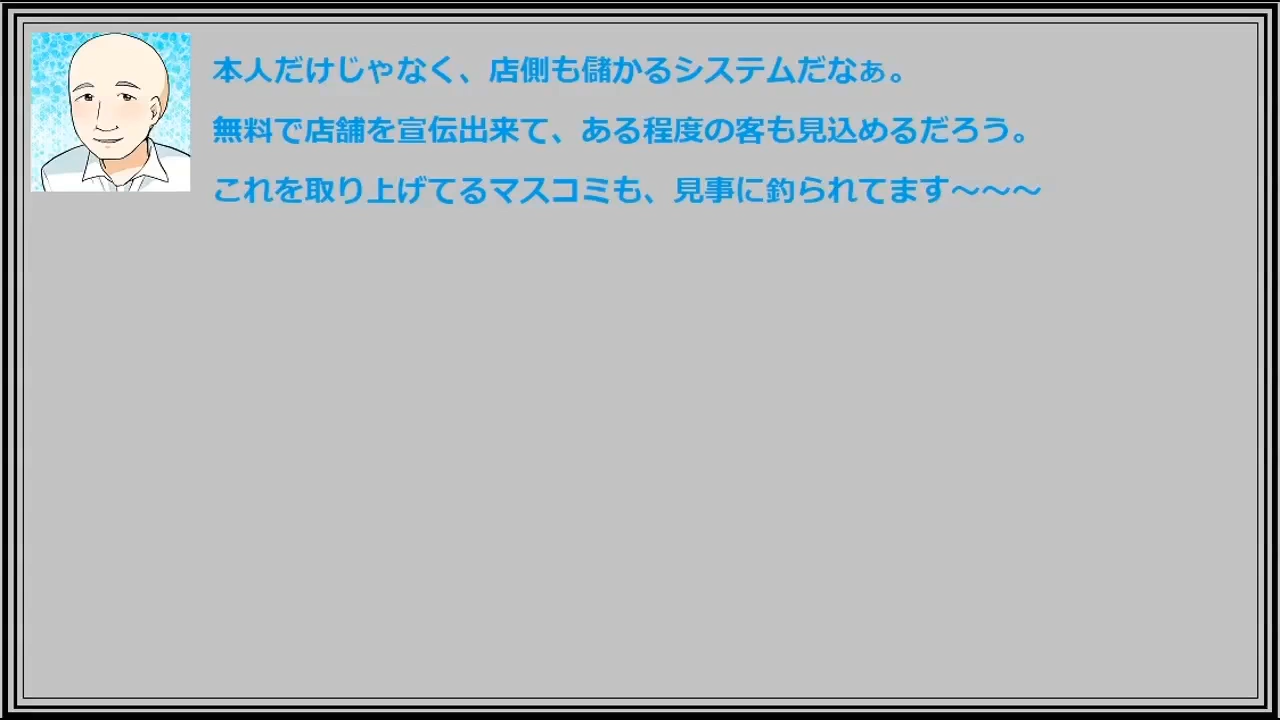 本人だけじゃなく、店側も儲かるシステムだなぁ。
無料で店舗を宣伝出来て、ある程度の客も見込めるだろう。
これを取り上げてるマスコミも、見事に釣られてます～～～